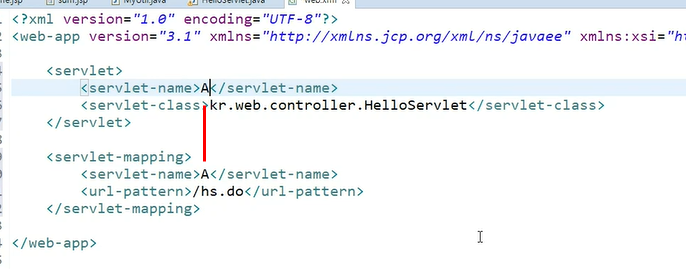 sum.jsp MyUtil.java HelloServlet.java web.xml
<?xml version="1.0" encoding="UTF-8"?>
<web-app version="3.1" xmlns="http://xmlns.jcp.org/xml/ns/javaee" xmlns:xsi="ht
<servlet>
<servlet-name>A</servlet-name>
<servlet-class>kr.web.controller.HelloServlet</servlet-class>
</servlet>
<servlet-mapping>
<servlet-name>A</servlet-name>
<url-pattern>/hs.do</url-pattern>
</servlet-mapping>
</web-app>